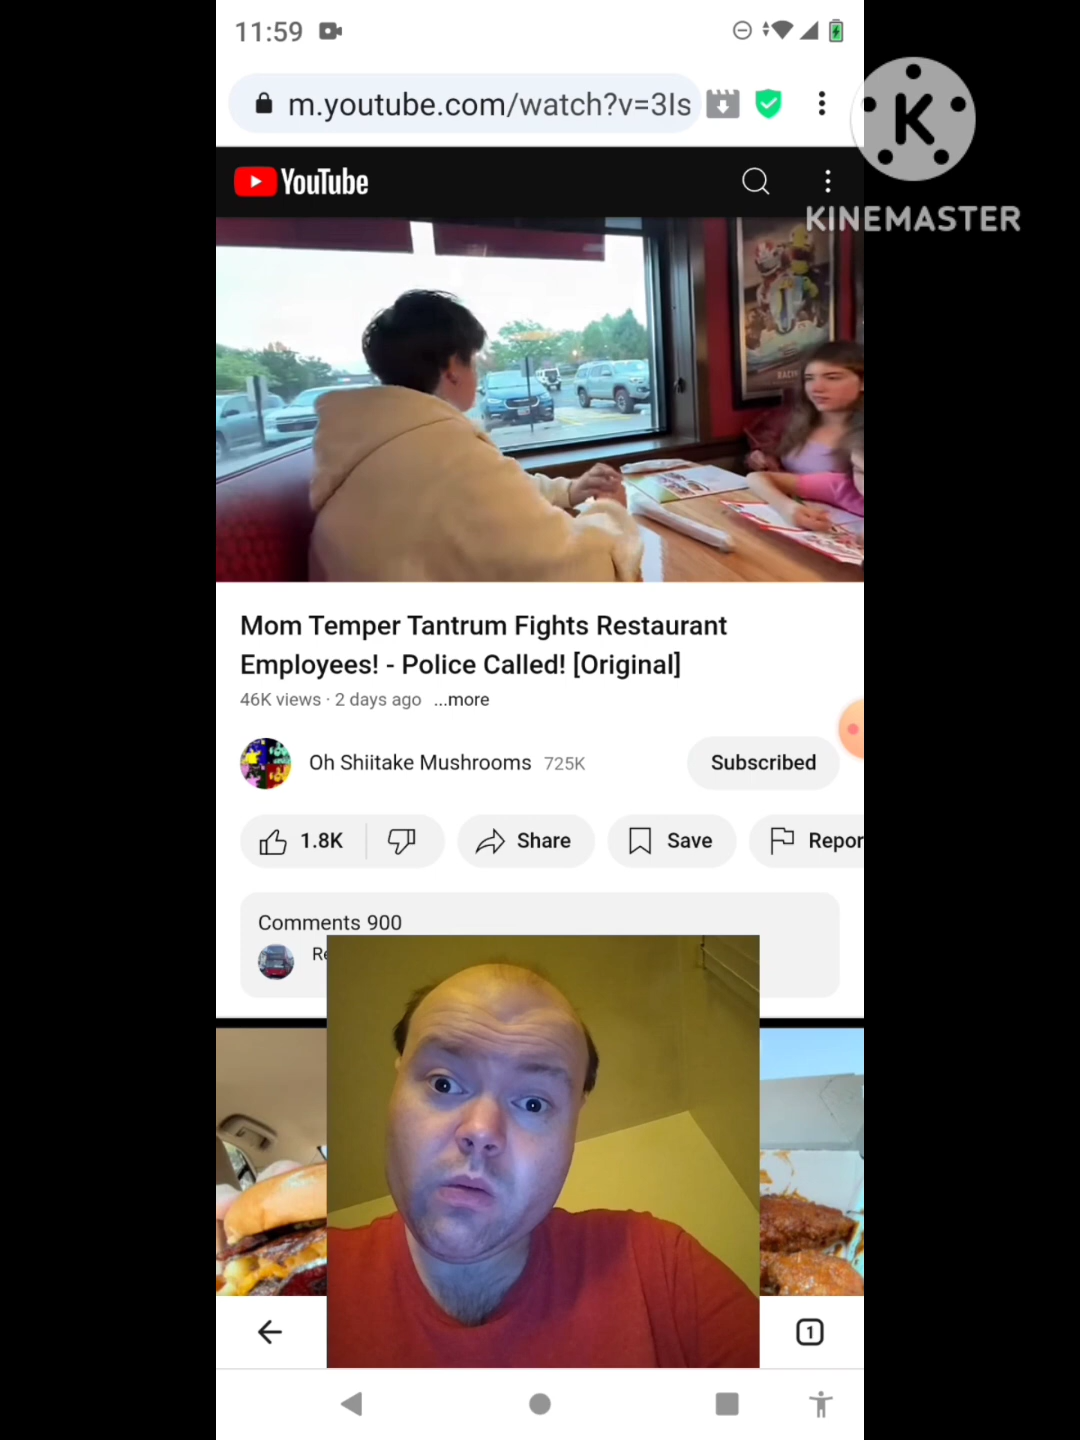 11:59
m.youtube.com/watch?v=3Is
K
KINEMASTER
YouTube
Mom Temper Tantrum Fights Restaurant
Employees! - Police Called! [Original]
46K views · 2 days ago ...more
Oh Shiitake Mushrooms 725K
Subscribed
1.8K
Share
Save
Repor
Comments 900
Re
1